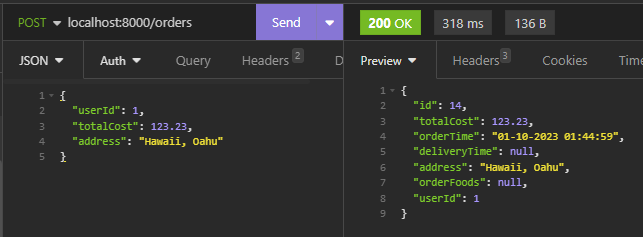 POST localhost:8000/orders Send 200 OK 318 ms 136 B
JSON Auth Query Headers 2 Preview Headers 3 Cookies
1 {
2 "userId": 1,
3 "totalCost": 123.23,
4 "address": "Hawaii, Oahu"
5 }
1 {
2 "id": 14,
3 "totalCost": 123.23,
4 "orderTime": "01-10-2023 01:44:59",
5 "deliveryTime": null,
6 "address": "Hawaii, Oahu",
7 "orderFoods": null,
8 "userId": 1
9 }